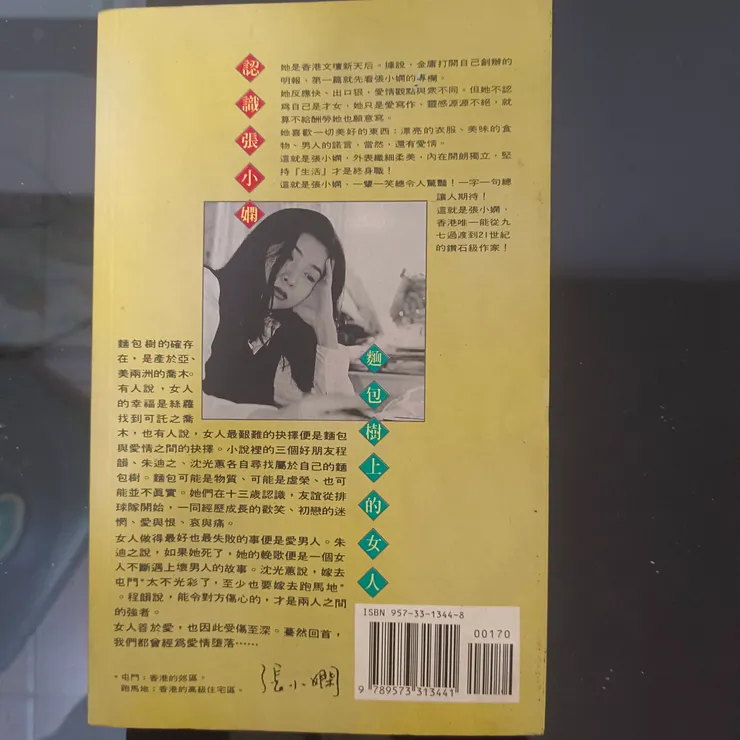 認識張小嫻
她是香港文壇新天后。據說，金庸打開自己創辦的
明報，第一篇就先看張小嫻的專欄。
她反應快、出口狠，愛情觀點與眾不同。但她不認
為自己是才女，她只是愛寫作、靈感源源不絕，就
算不給酬勞她也願意寫。
她喜歡一切美好的東西：漂亮的衣服、美味的食
物、男人的諾言，當然，還有愛情。
這就是張小嫻，外表纖細柔美，內在開朗獨立，堅
持「生活」才是終身職！
這就是張小嫻，一顰一笑總令人驚豔！一字一句總
讓人期待！
這就是張小嫻，
香港唯一能從九
七過渡到21世紀
的鑽石級作家！
麵包樹上的女人
麵包樹的確存
在，是產於亞、
美兩洲的喬木。
有人說，女人
的幸福是絲蘿
找到可託之喬
木，也有人說，女人最艱難的抉擇便是麵包
與愛情之間的抉擇。小說裡的三個好朋友程
韻、朱迪之、沈光蕙各自尋找屬於自己的麵
包樹。麵包可能是物質、可能是虛榮、也可
能並不真實。她們在十三歲認識，友誼從排
球隊開始，一同經歷成長的歡笑、初戀的迷
惘、愛與恨、哀與痛。
女人做得最好也最失敗的事便是愛男人。朱
迪之說，如果她死了，她的輓歌便是一個女
人不斷遇上壞男人的故事。沈光蕙說，嫁去
屯門*太不光彩了，至少也要嫁去跑馬地*
。程韻說，能令對方傷心的，才是兩人之間
的強者。
女人善於愛，也因此受傷至深。驀然回首，
我們都曾經為愛情墮落……
*屯門：香港的郊區。
跑馬地：香港的高級住宅區。
張小嫻
ISBN 957-33-1344-8
00170
9 789573 313441